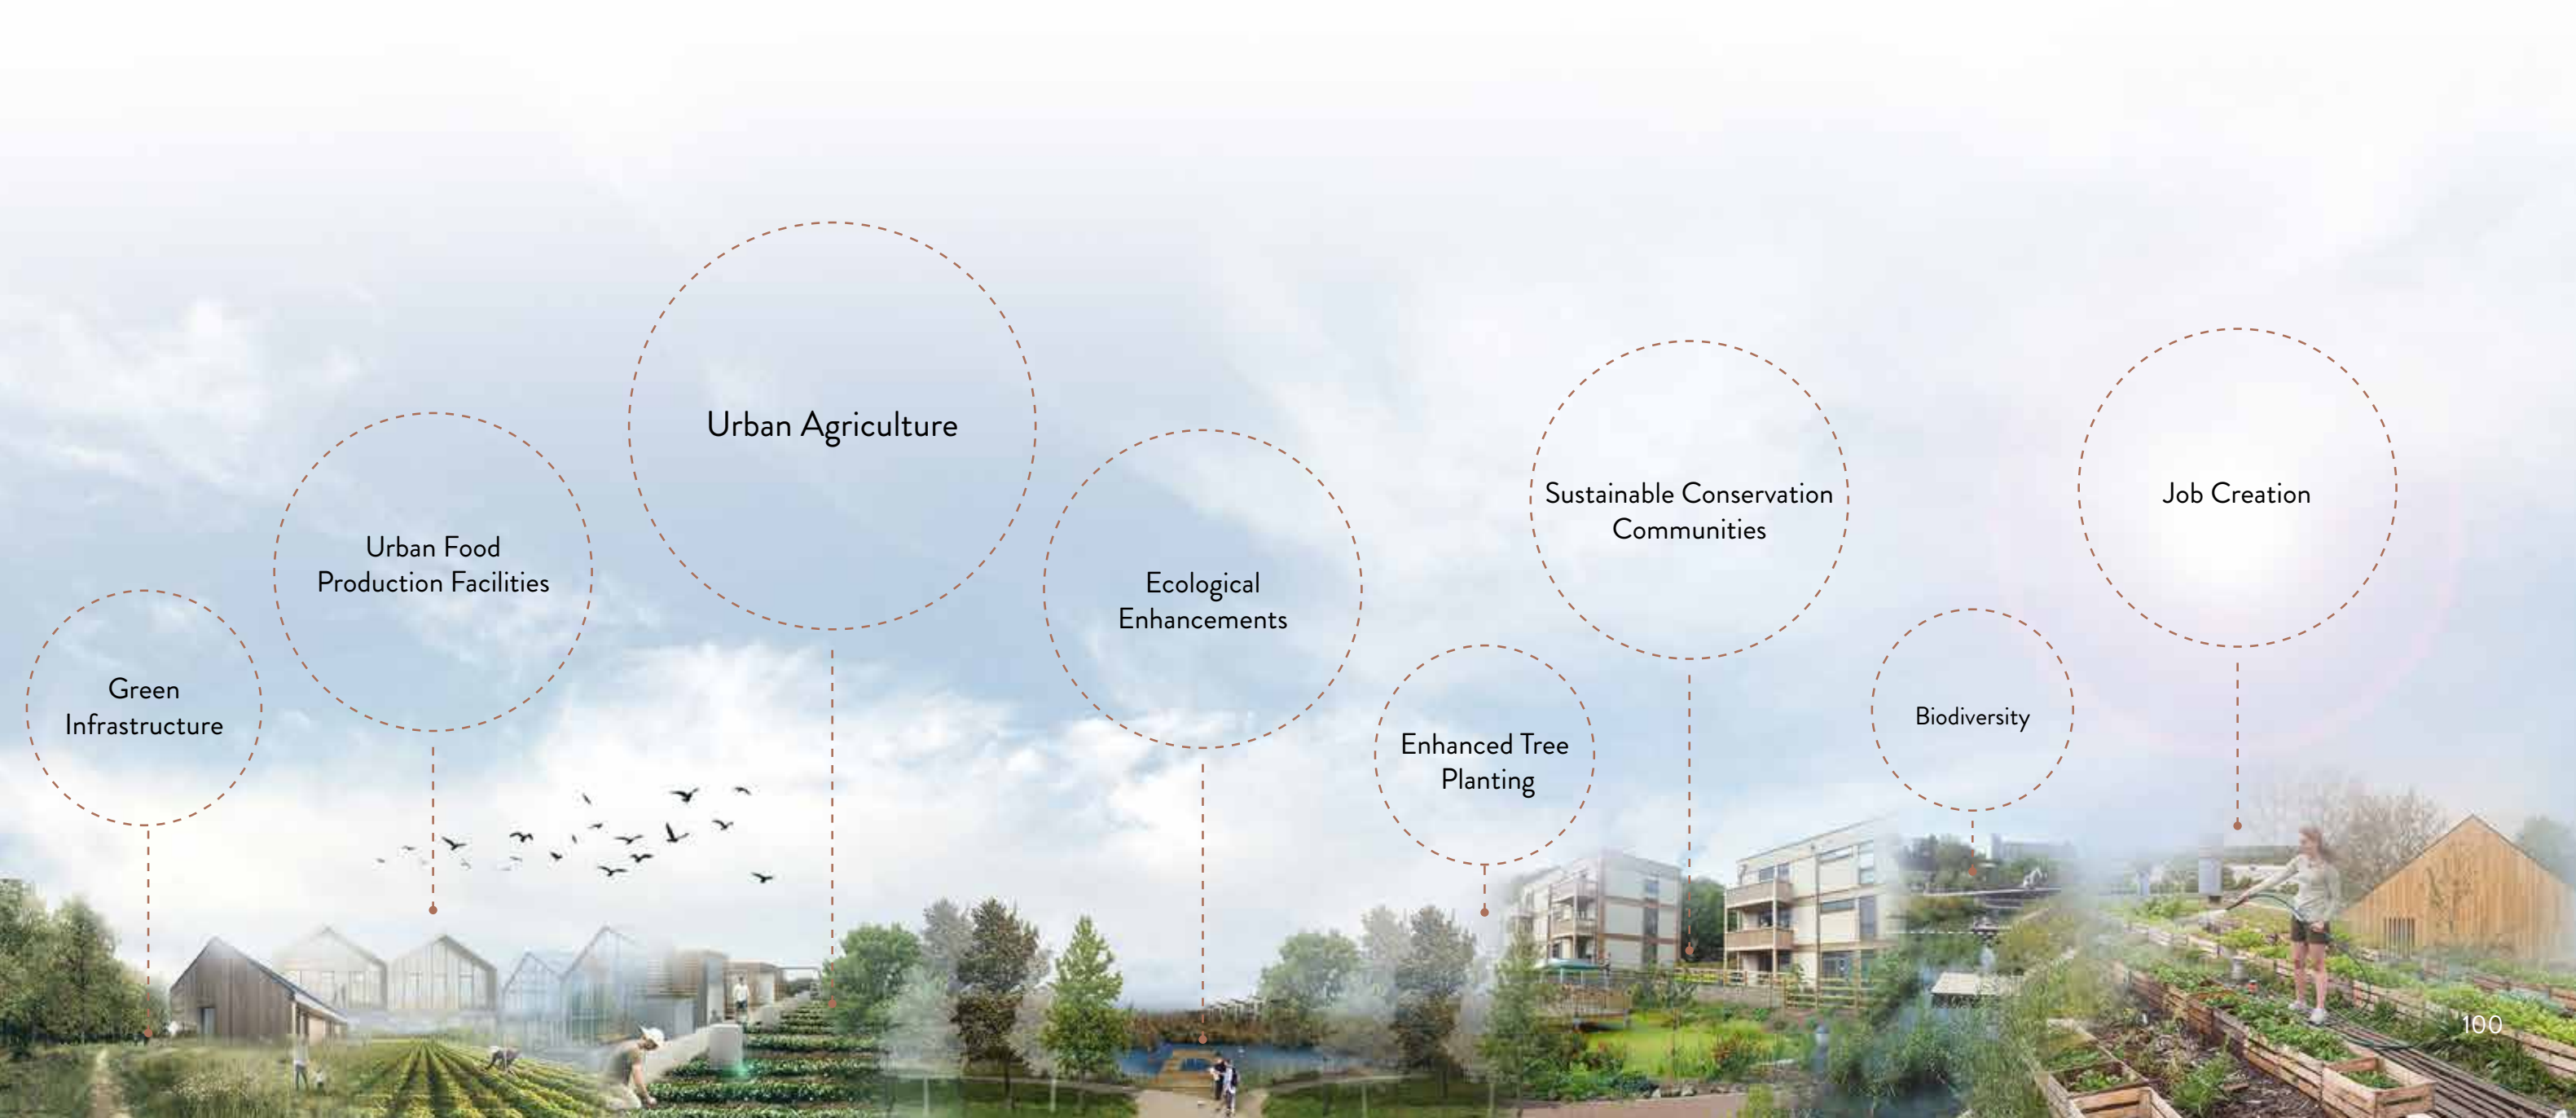 Green
Infrastructure
Urban Food
Production Facilities
Urban Agriculture
Ecological
Enhancements
Enhanced Tree
Planting
Sustainable Conservation
Communities
Biodiversity
Job Creation
100